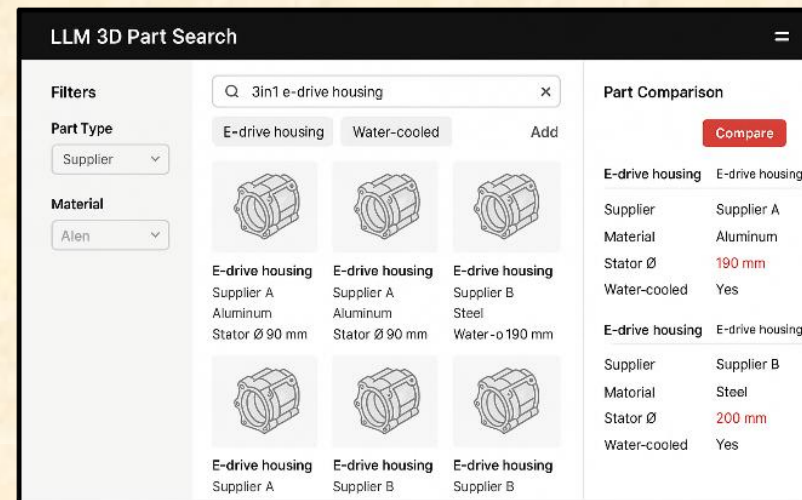 LLM 3D Part Search
Filters
Part Type
Supplier
Material
Alen
3in1 e-drive housing
E-drive housing
Water-cooled
Add
E-drive housing
Supplier A
Aluminum
Stator Ø 90 mm
E-drive housing
Supplier A
Aluminum
Stator Ø 90 mm
E-drive housing
Supplier B
Steel
Water-o 190 mm
E-drive housing
Supplier A
E-drive housing
Supplier B
E-drive housing
Supplier B
Part Comparison
Compare
E-drive housing E-drive housing
Supplier Supplier A
Material Aluminum
Stator Ø 190 mm
Water-cooled Yes
E-drive housing E-drive housing
Supplier Supplier B
Matorial Steel
Stator Ø 200 mm
Water-cooled Yes